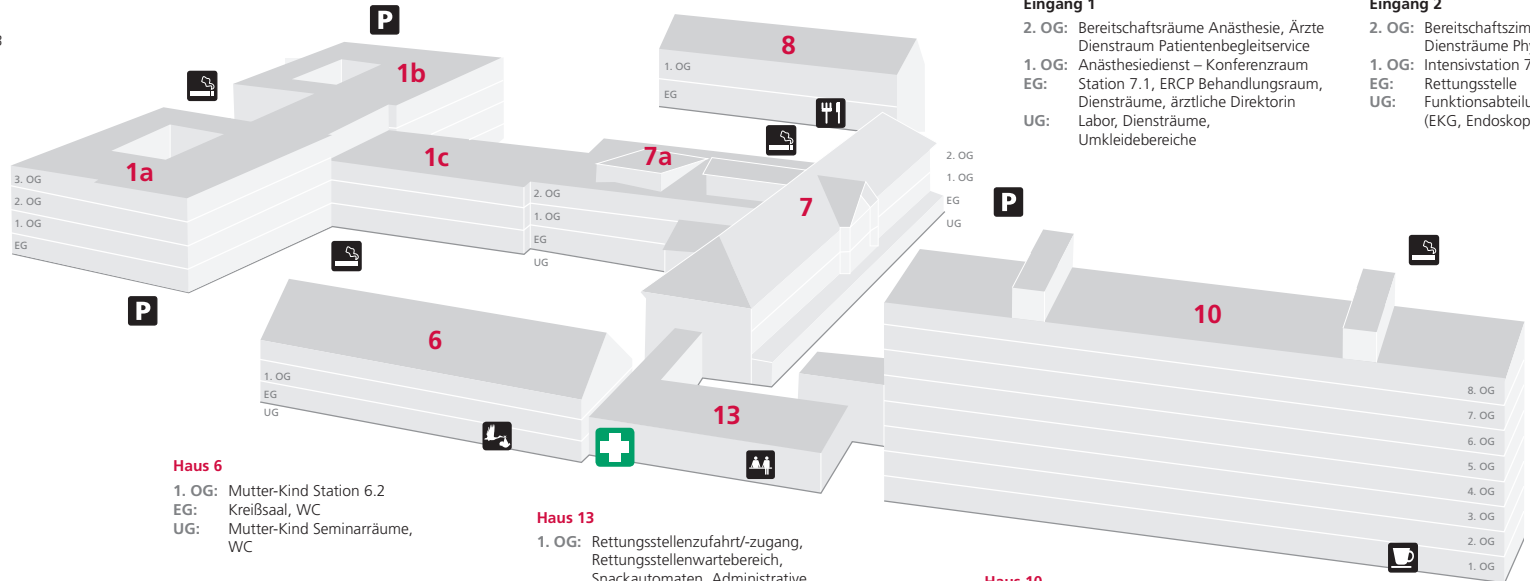 P
1b
1a
3. OG
2. OG
1. OG
EG
P
1c
2. OG
1. OG
EG
UG
7a
8
1. OG
EG
7
2. OG
1. OG
EG
UG
P
6
1. OG
EG
UG
13
10
8. OG
7. OG
6. OG
5. OG
4. OG
3. OG
2. OG
1. OG
Eingang 1
2. OG: Bereitschaftsräume Anästhesie, Ärzte
Dienstraum Patientenbegleitservice
1. OG: Anästhesiedienst – Konferenzraum
EG: Station 7.1, ERCP Behandlungsraum,
Diensträume, ärztliche Direktorin
UG: Labor, Diensträume,
Umkleidebereiche
Eingang 2
2. OG:
Diensträume
1. OG: Intensivstation
EG: Rettungsstelle
UG:
(EKG,
Haus 6
1. OG: Mutter-Kind Station 6.2
EG: Kreißsaal, WC
UG: Mutter-Kind Seminarräume,
WC
Haus 13
1. OG: Rettungsstellenzufahrt/-zugang,
Rettungsstellenwartebereich,
Snackautomaten, Administrative
Haus 10